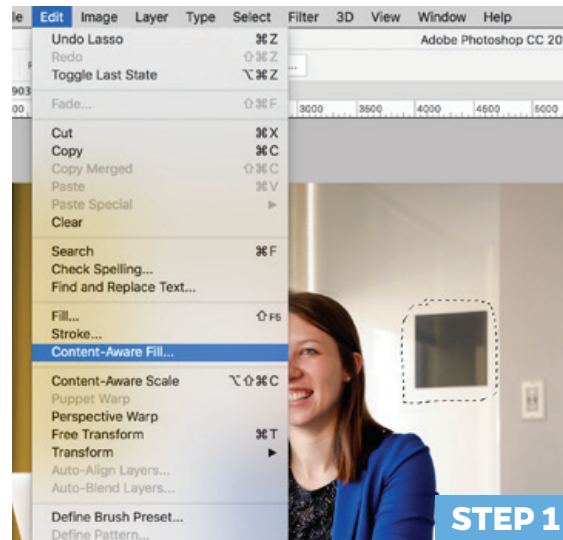 le Edit Image Layer Type Select Filter 3D View Window Help
Adobe Photoshop CC 20
903
3000 3500 4000 4500 5000
Undo Lasso ⌘Z
Redo ⇧⌘Z
Toggle Last State ⌥⌘Z
Fade... ⇧⌘F
Cut ⌘X
Copy ⌘C
Copy Merged ⇧⌘C
Paste ⌘V
Paste Special ▶
Clear
Search ⌘F
Check Spelling...
Find and Replace Text...
Fill... ⇧F5
Stroke...
Content-Aware Fill...
Content-Aware Scale ⌥⇧⌘C
Puppet Warp
Perspective Warp
Free Transform ⌘T
Transform ▶
Auto-Align Layers...
Auto-Blend Layers...
Define Brush Preset...
Define Pattern...
STEP 1